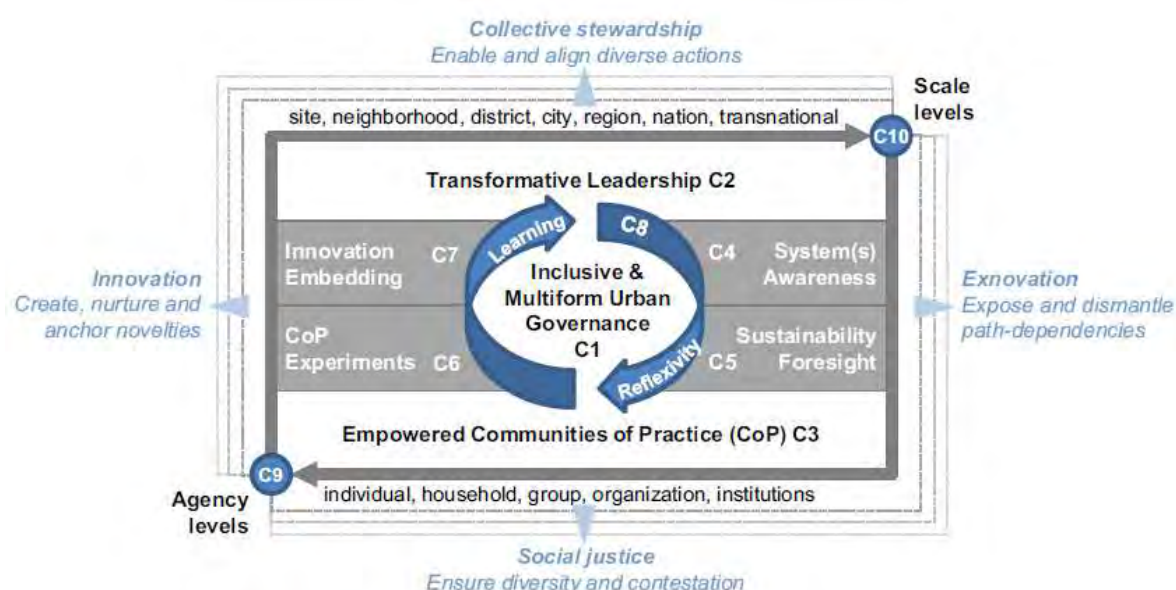 Collective stewardship
Enable and align diverse actions
Scale
levels
site, neighborhood, district, city, region, nation, transnational
C10
Transformative Leadership C2
Learning
C8
Innovation
Embedding
C7
C4
System(s)
Awareness
Inclusive &
Multiform Urban
Governance
C1
Innovation
Create, nurture and
anchor novelties
Exnovation
Expose and dismantle
path-dependencies
CoP
Experiments
C6
C5
Sustainability
Foresight
Reflexivity
Empowered Communities of Practice (CoP) C3
C9
Agency
levels
individual, household, group, organization, institutions
Social justice
Ensure diversity and contestation